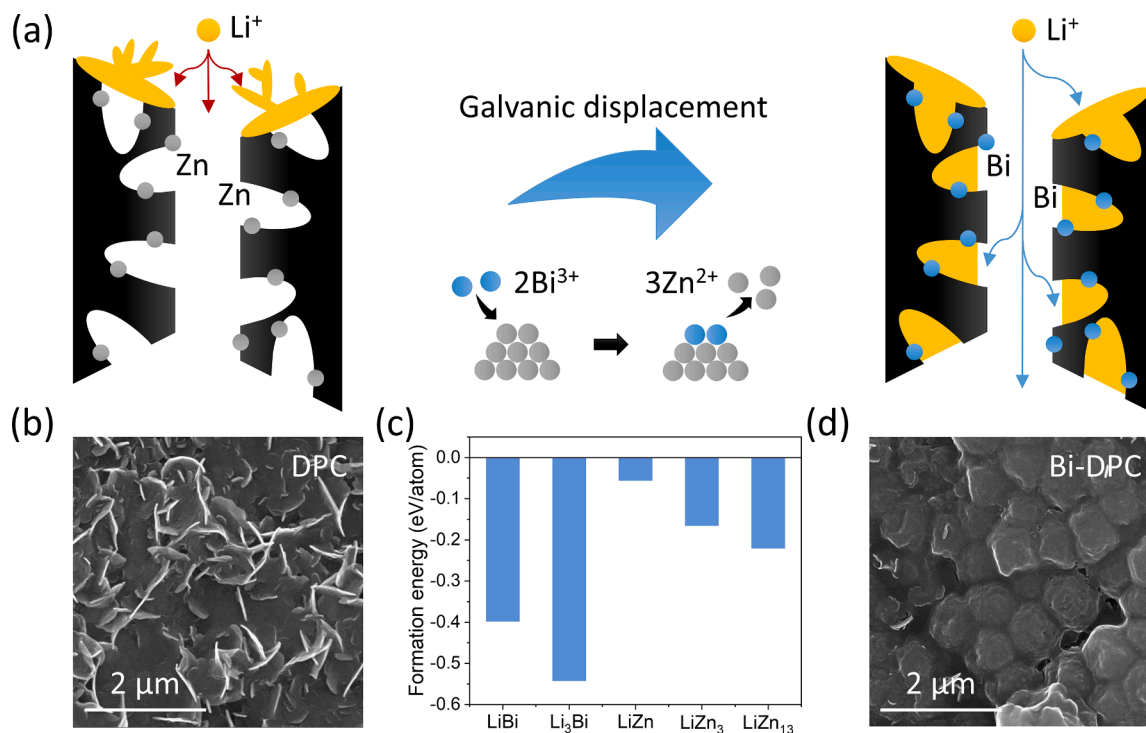 (a)
Li⁺
Zn
Zn
Galvanic displacement
2Bi³⁺
3Zn²⁺
Li⁺
Bi
Bi
(b)
DPC
2 μm
(c)
Formation energy (eV/atom)
0.0
-0.1
-0.2
-0.3
-0.4
-0.5
-0.6
LiBi
Li₃Bi
LiZn
LiZn₃
LiZn₁₃
(d)
Bi-DPC
2 μm